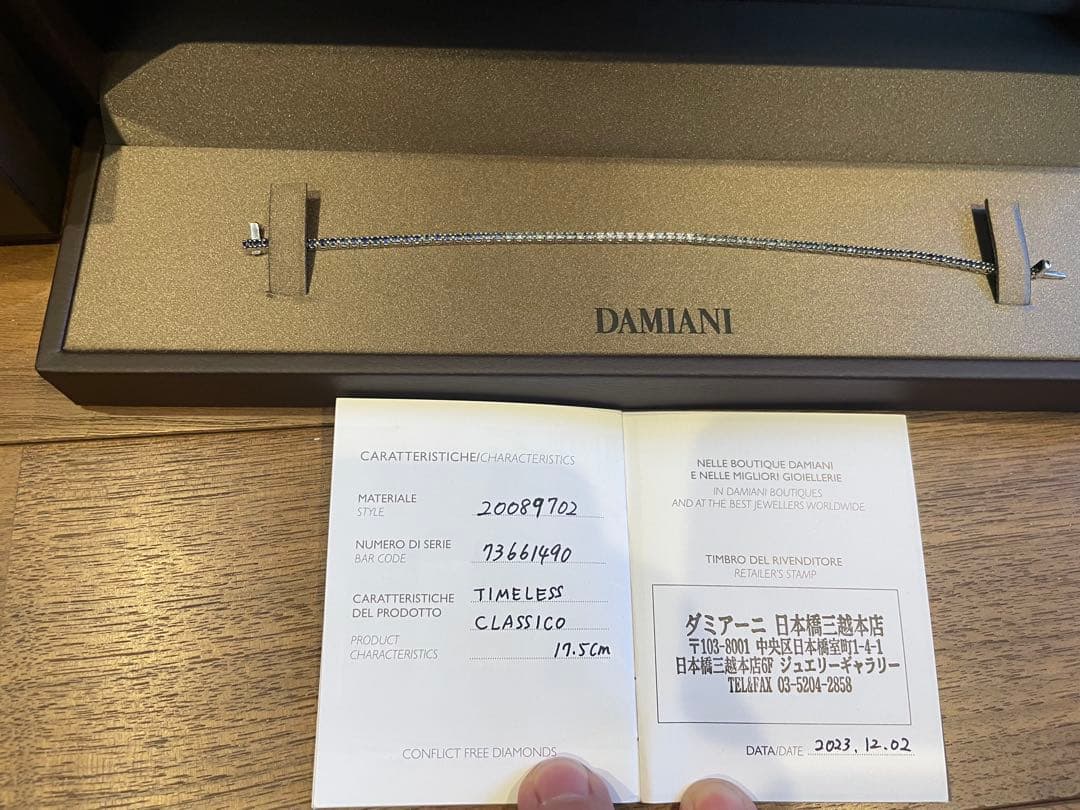 DAMIANI
CARATTERISTICHE/CHARACTERISTICS
MATERIALE
STYLE
20089702
NUMERO DI SERIE
BAR CODE
73661490
CARATTERISTICHE
DEL PRODOTTO
PRODUCT
CHARACTERISTICS
TIMELESS
CLASSICO
17.5cm
CONFLICT FREE DIAMONDS
NELLE BOUTIQUE DAMIANI
E NELLE MIGLIORI GIOIELLERIE
IN DAMIANI BOUTIQUES
AND AT THE BEST JEWELLERS WORLDWIDE
TIMBRO DEL RIVENDITORE
RETAILER'S STAMP
ダミアーニ 日本橋三越本店
〒103-8001 中央区日本橋室町1-4-1
日本橋三越本店6F ジュエリーギャラリー
TEL&FAX 03-5204-2858
DATA/DATE 2023.12.02